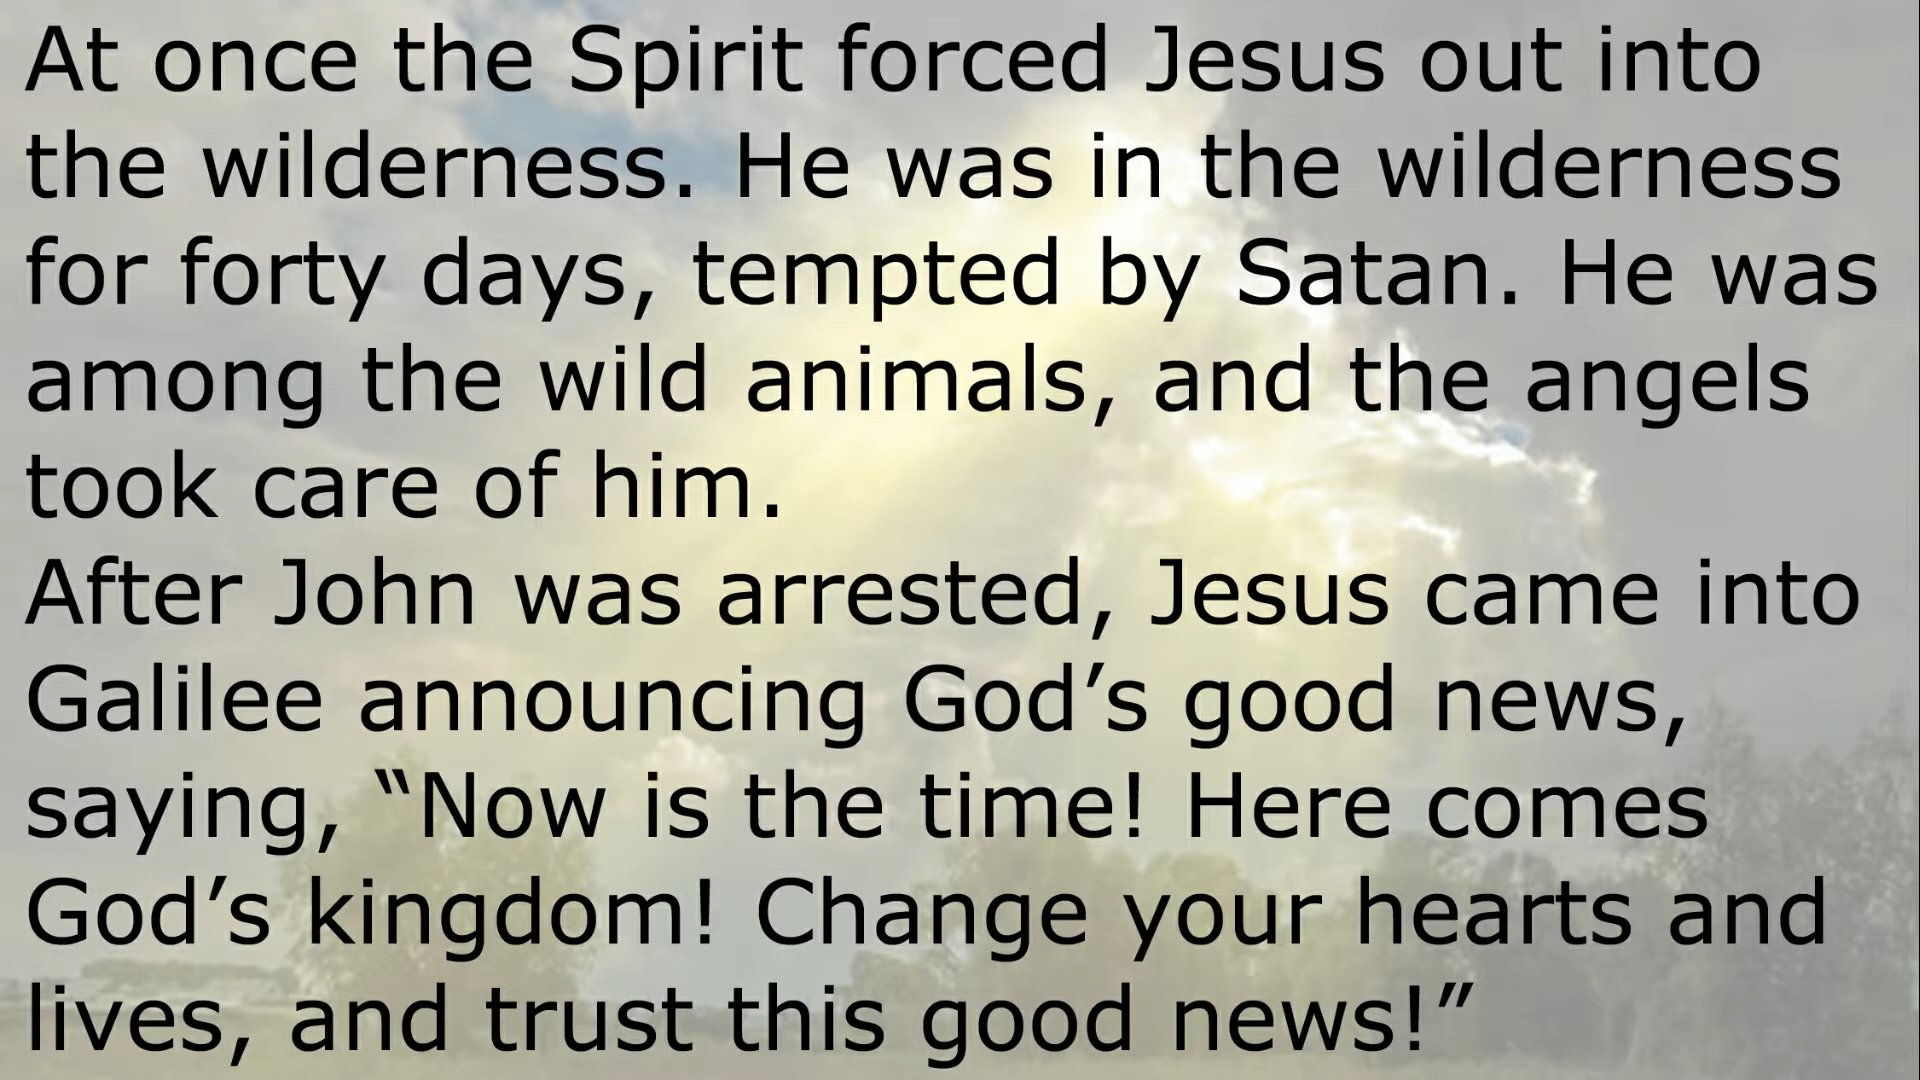 At once the Spirit forced Jesus out into
the wilderness. He was in the wilderness
for forty days, tempted by Satan. He was
among the wild animals, and the angels
took care of him.
After John was arrested, Jesus came into
Galilee announcing God’s good news,
saying, “Now is the time! Here comes
God’s kingdom! Change your hearts and
lives, and trust this good news!”